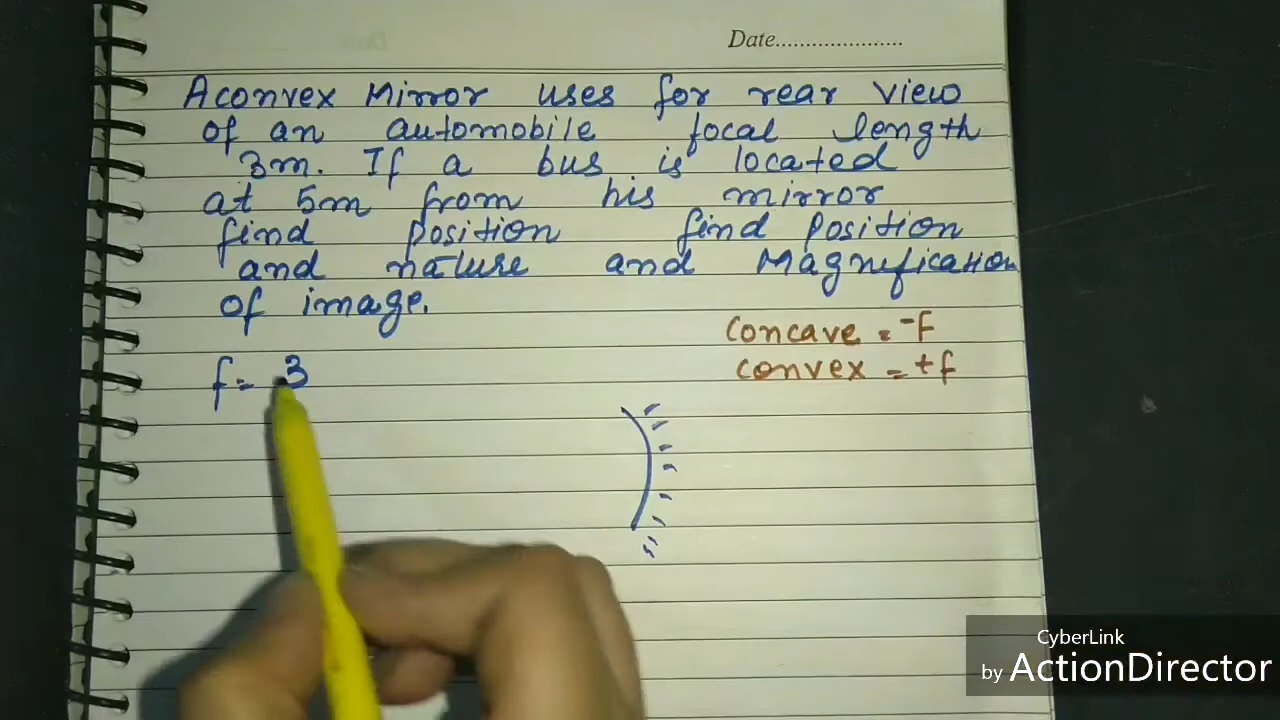 Date.....................
A convex Mirror uses for rear view
of an automobile focal length
3m. If a bus is located
at 5m from his mirror
find position find position
and nature and Magnification
of image.
concave = -f
convex = +f
f = 3
CyberLink
by ActionDirector